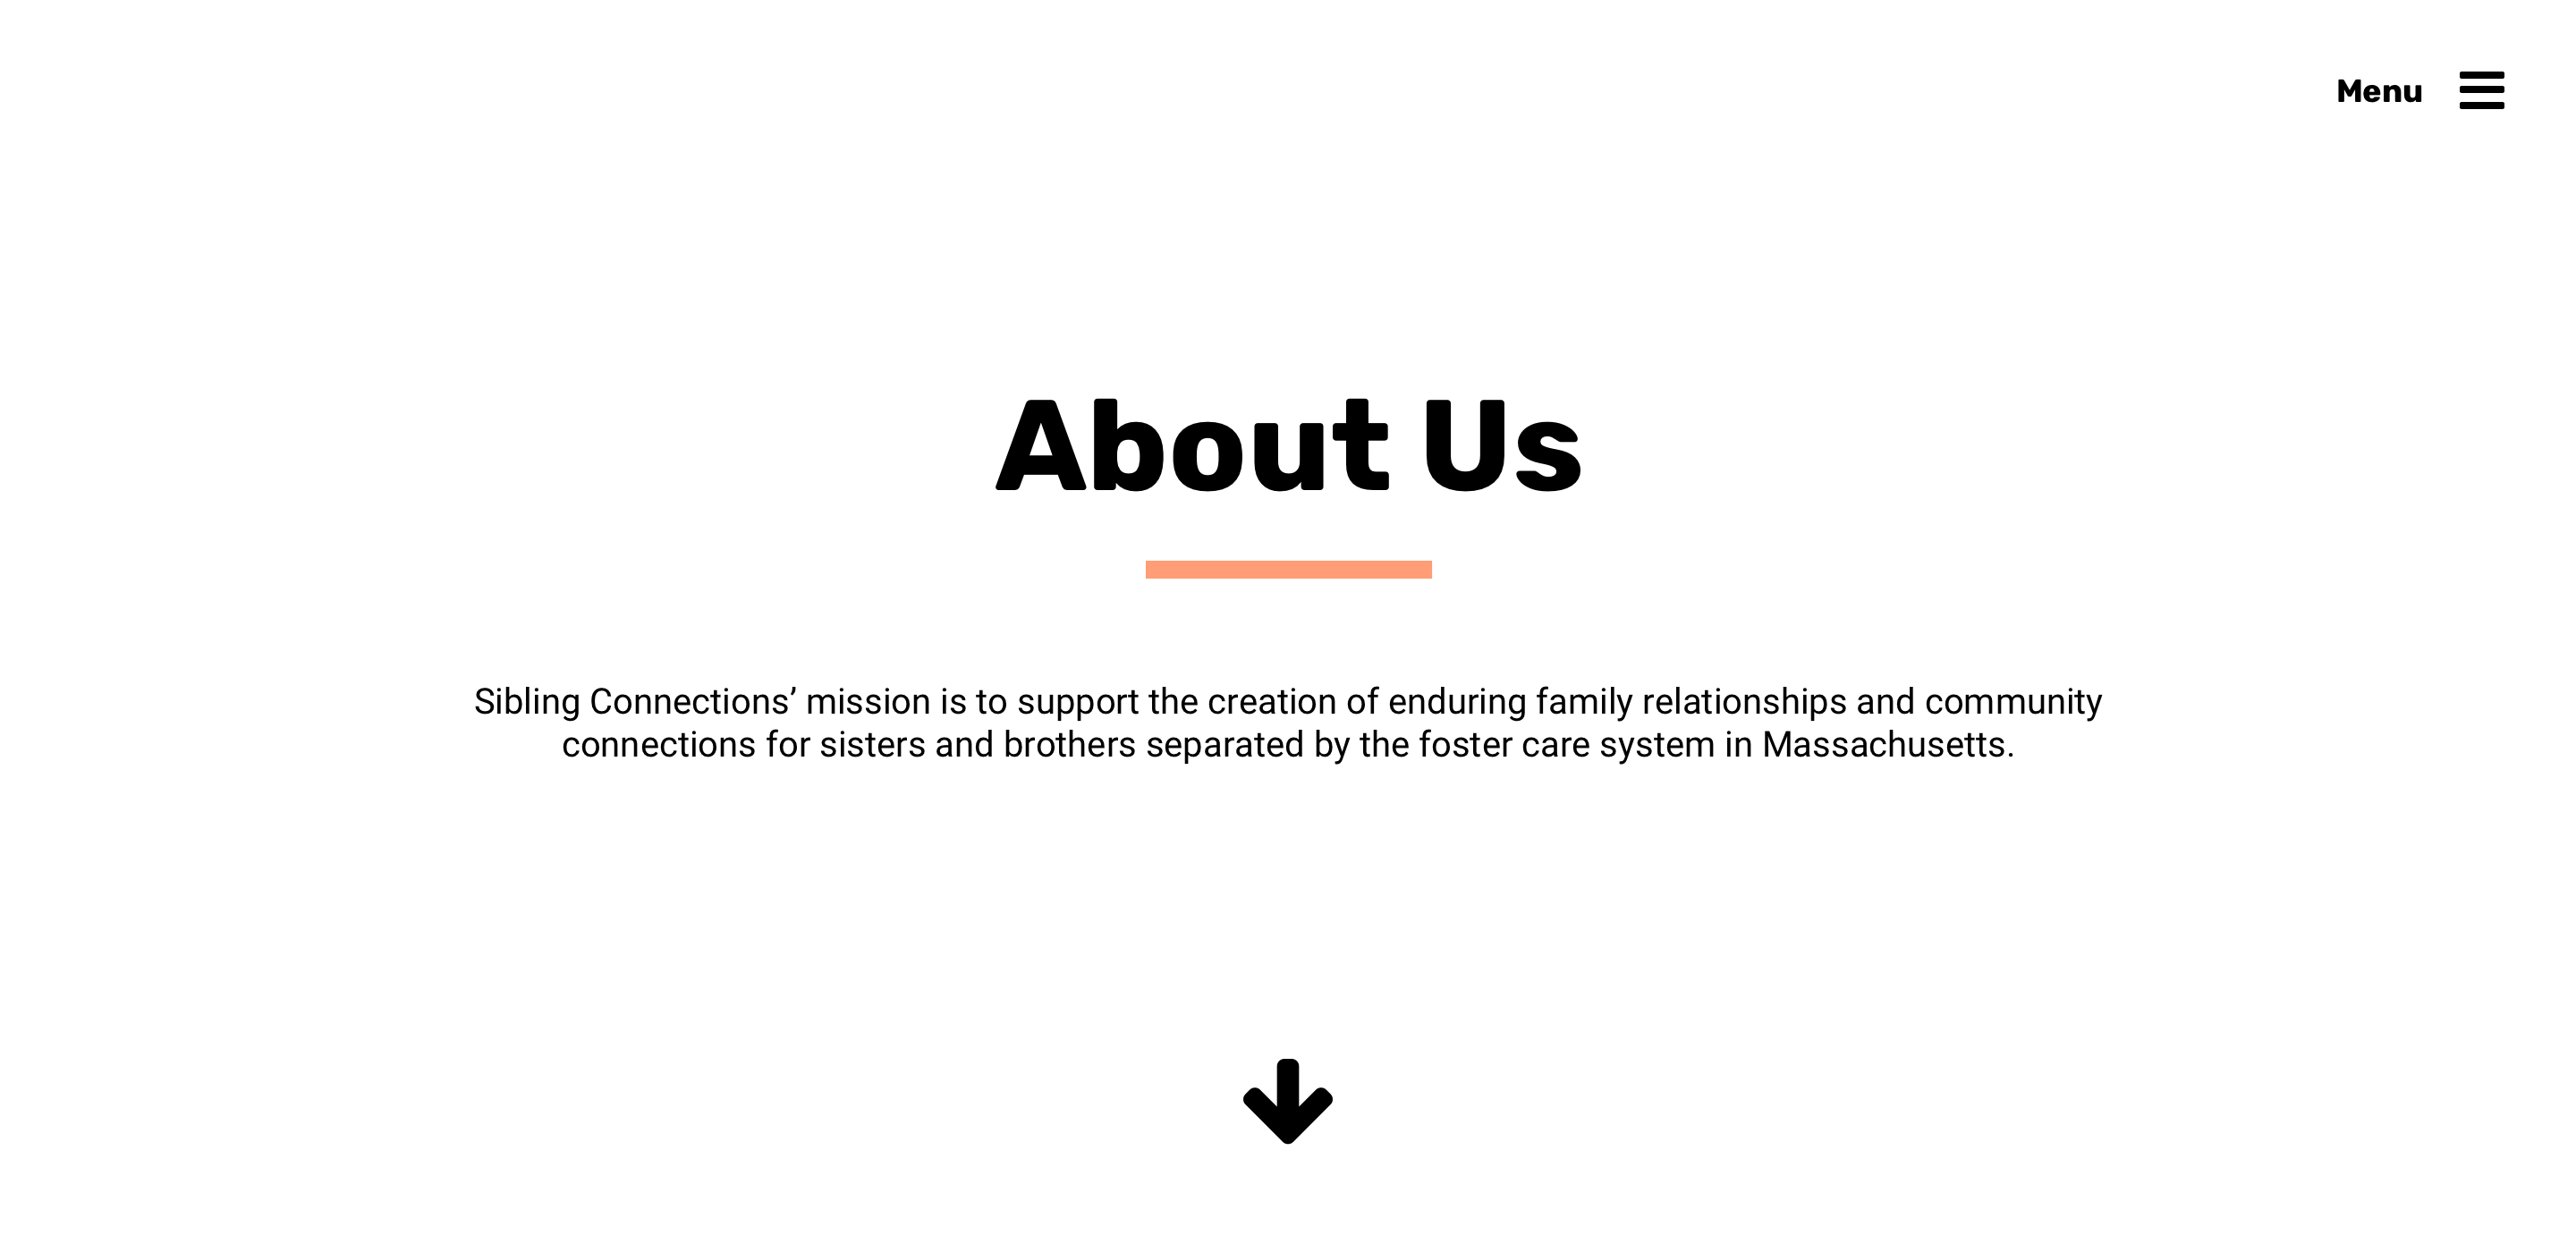 Menu
About Us
Sibling Connections’ mission is to support the creation of enduring family relationships and community
connections for sisters and brothers separated by the foster care system in Massachusetts.